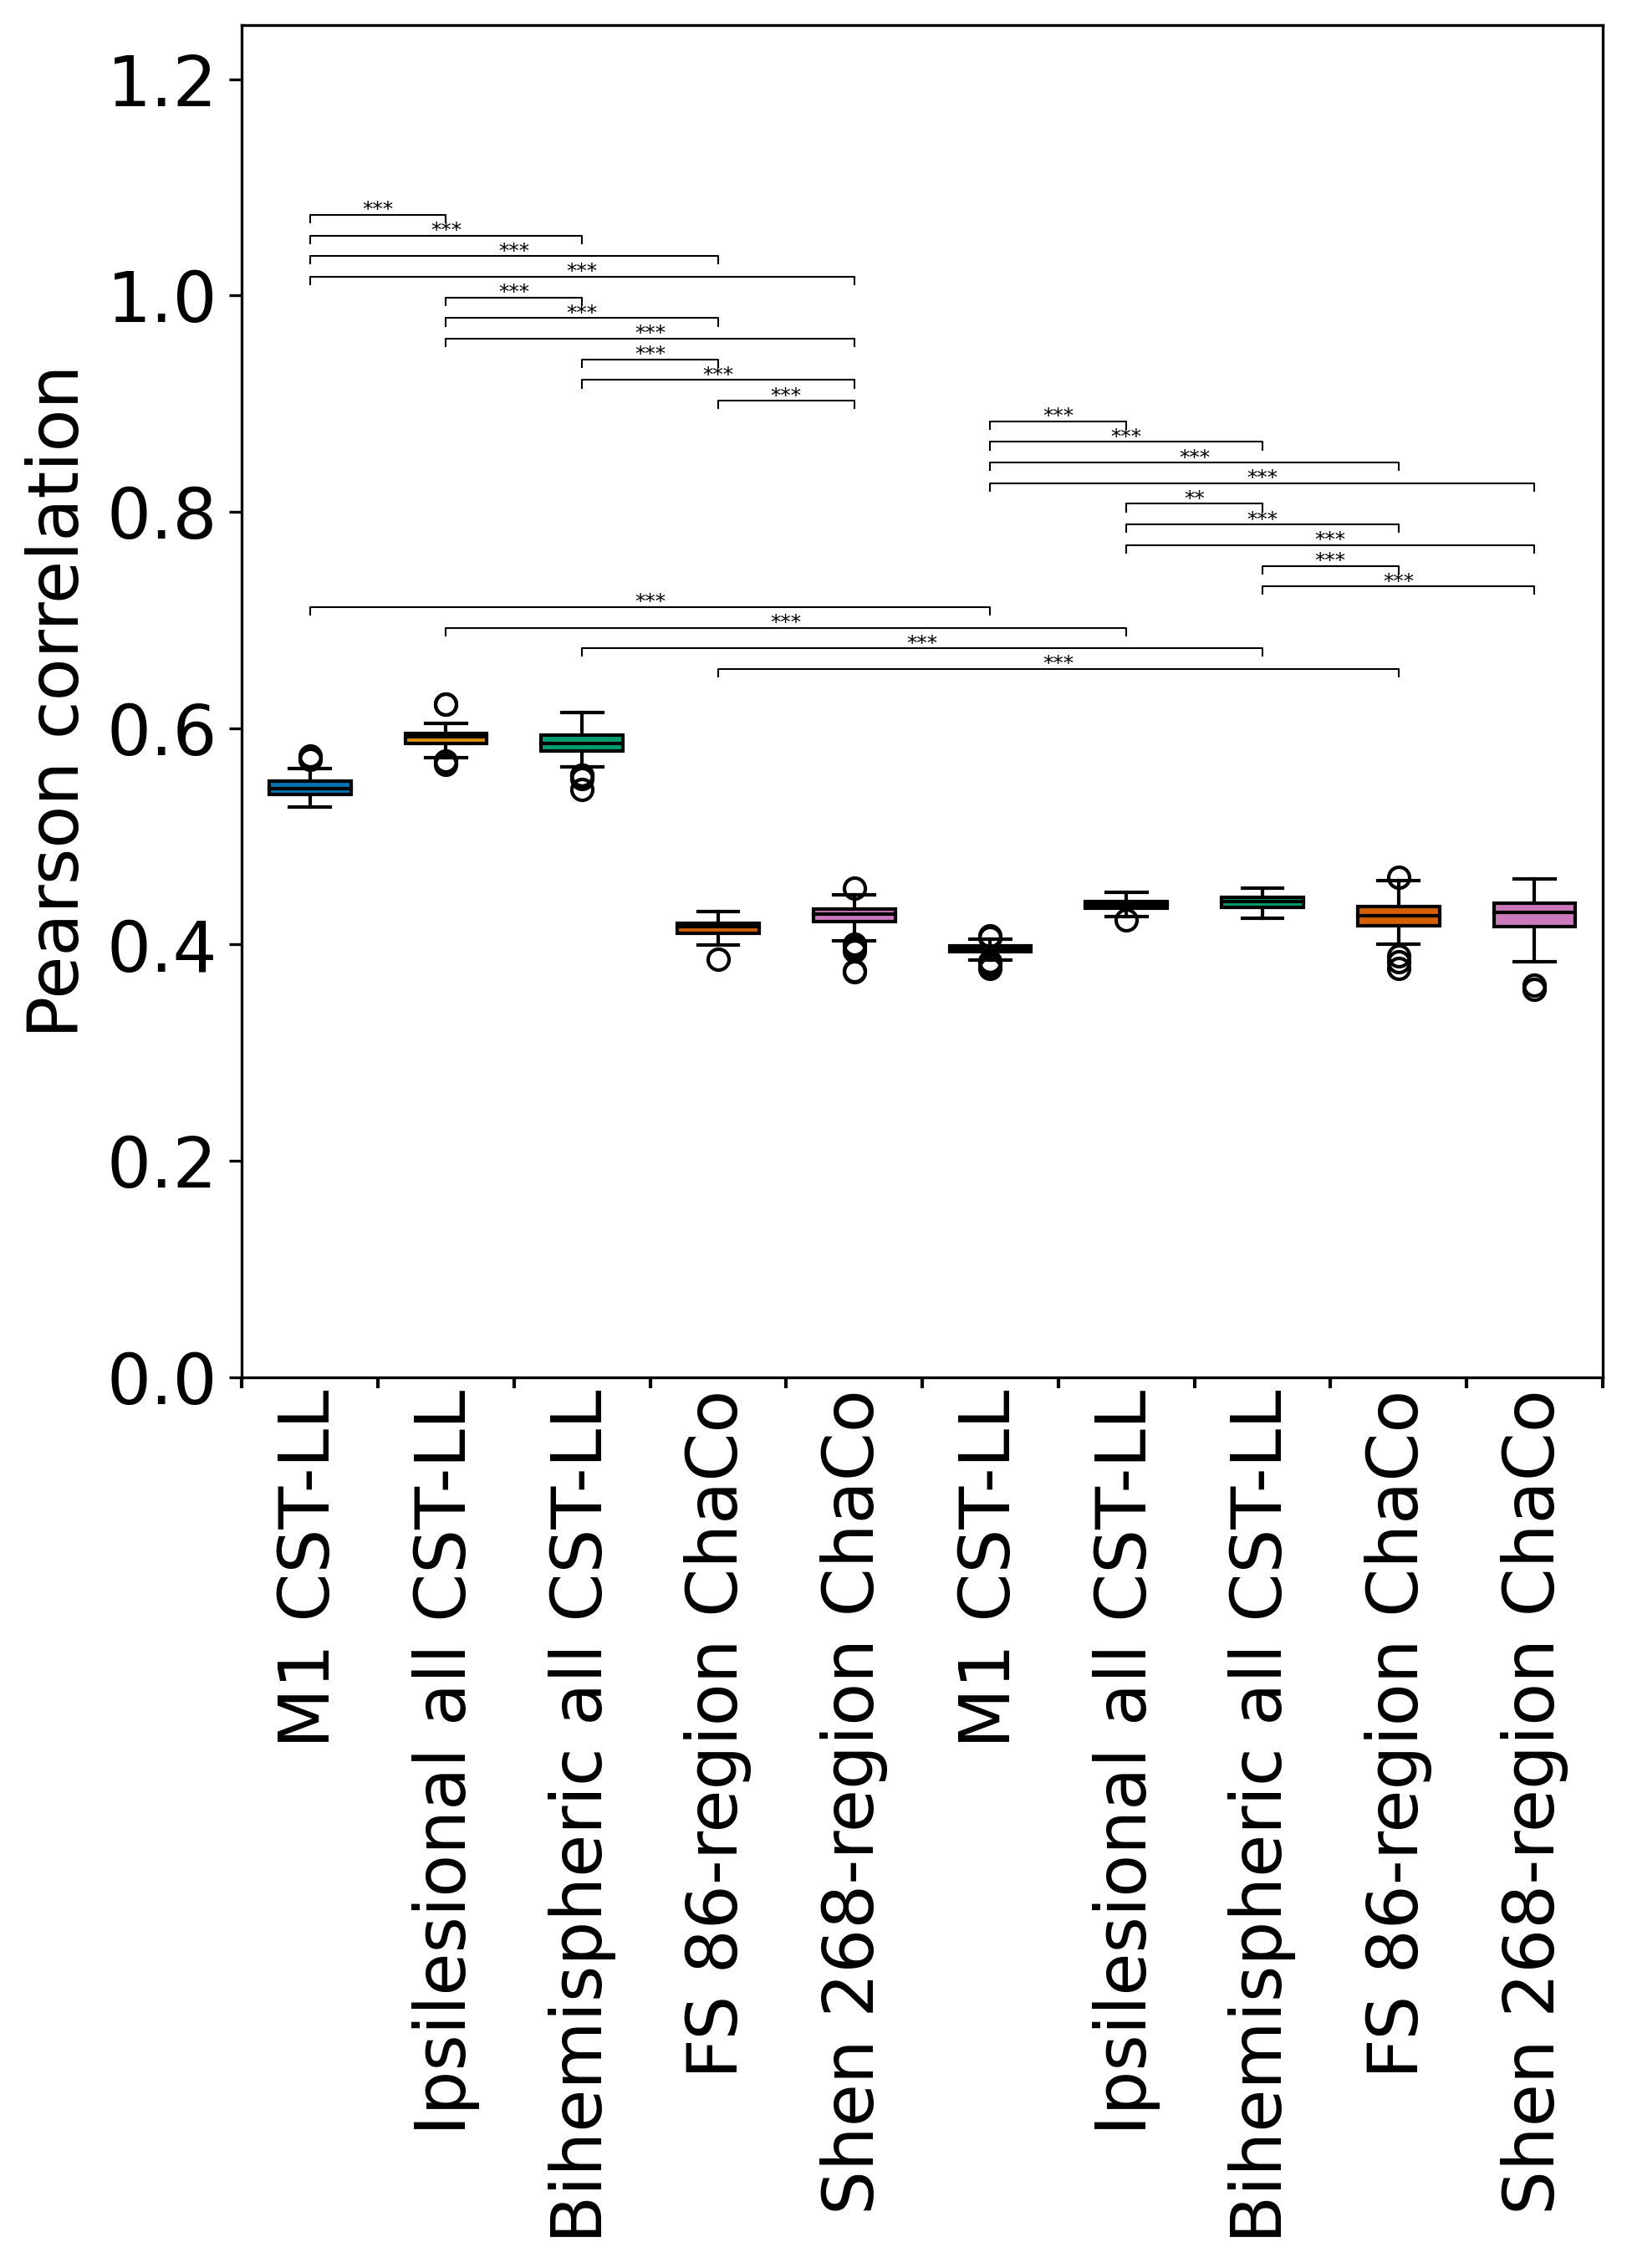 Pearson correlation
1.2
1.0
0.8
0.6
0.4
0.2
0.0
***
***
***
***
***
***
***
***
***
***
***
***
***
***
**
***
***
***
***
***
***
***
***
M1 CST-LL
Ipsilesional all CST-LL
Bihemispheric all CST-LL
FS 86-region ChaCo
Shen 268-region ChaCo
M1 CST-LL
Ipsilesional all CST-LL
Bihemispheric all CST-LL
FS 86-region ChaCo
Shen 268-region ChaCo